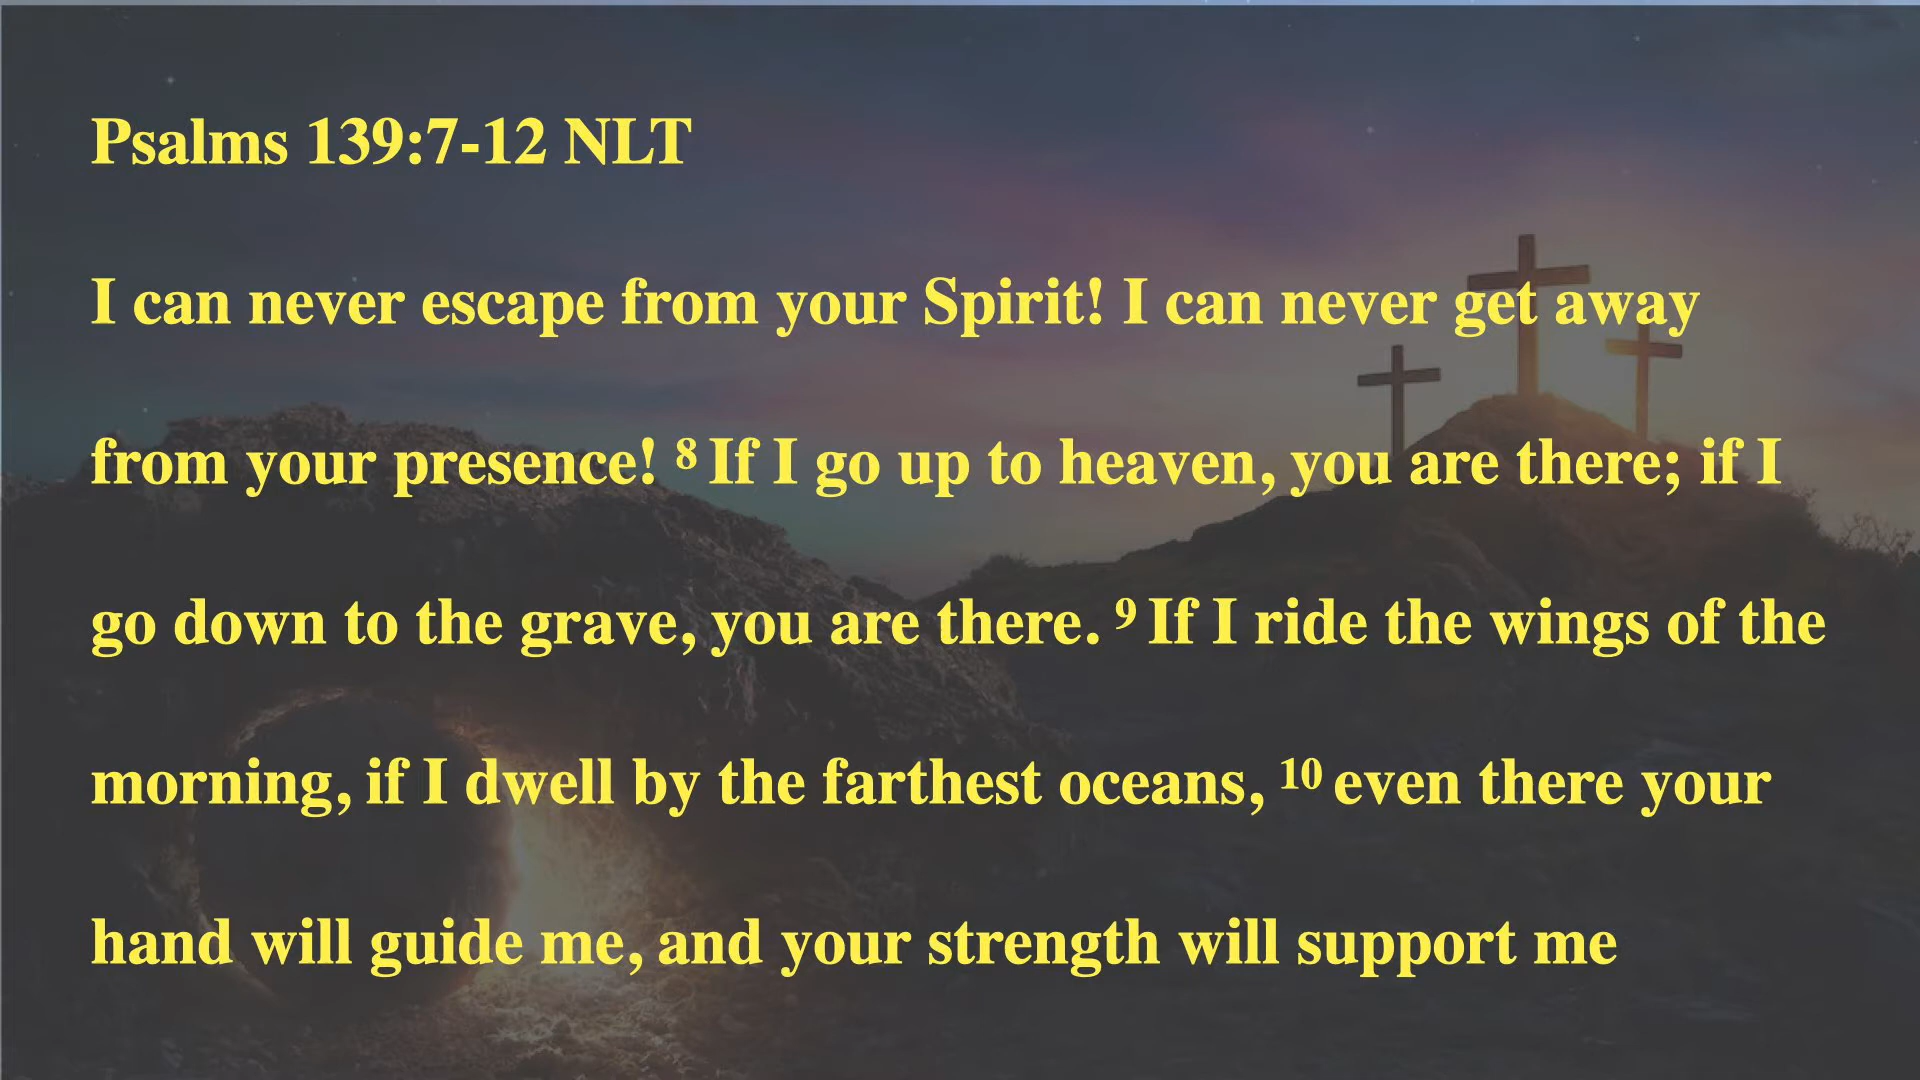 Psalms 139:7-12 NLT
I can never escape from your Spirit! I can never get away
from your presence! ⁸ If I go up to heaven, you are there; if I
go down to the grave, you are there. ⁹ If I ride the wings of the
morning, if I dwell by the farthest oceans, ¹⁰ even there your
hand will guide me, and your strength will support me